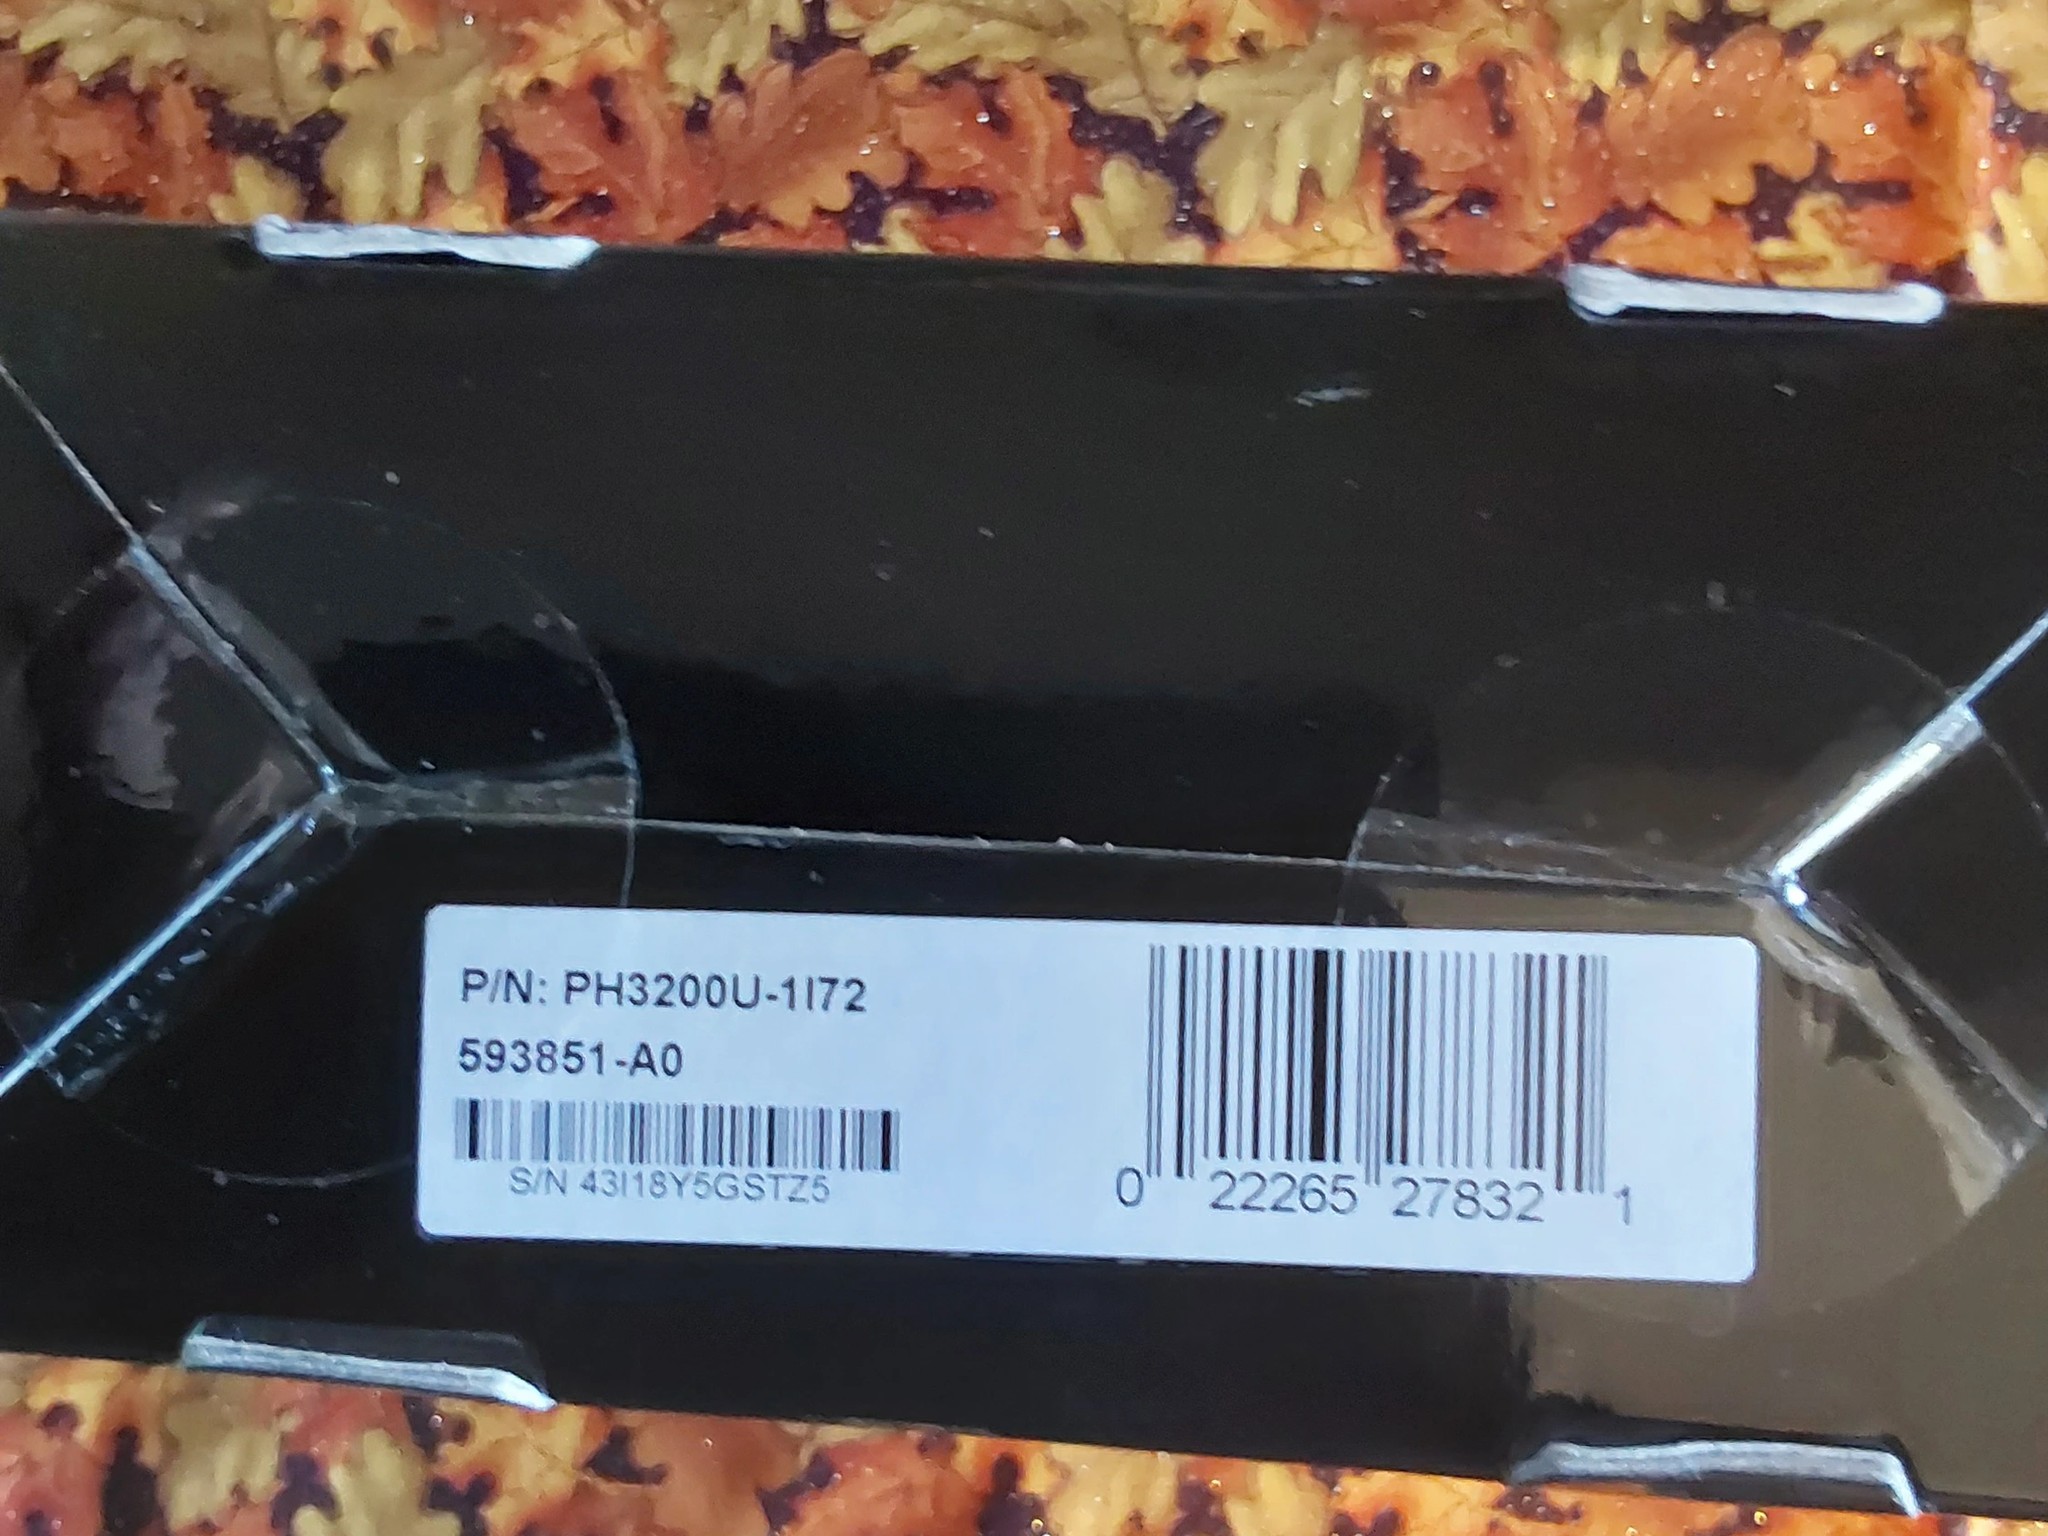 P/N: PH3200U-1I72
593851-A0
S/N 43I18Y5GSTZ5
0 22265 27832 1